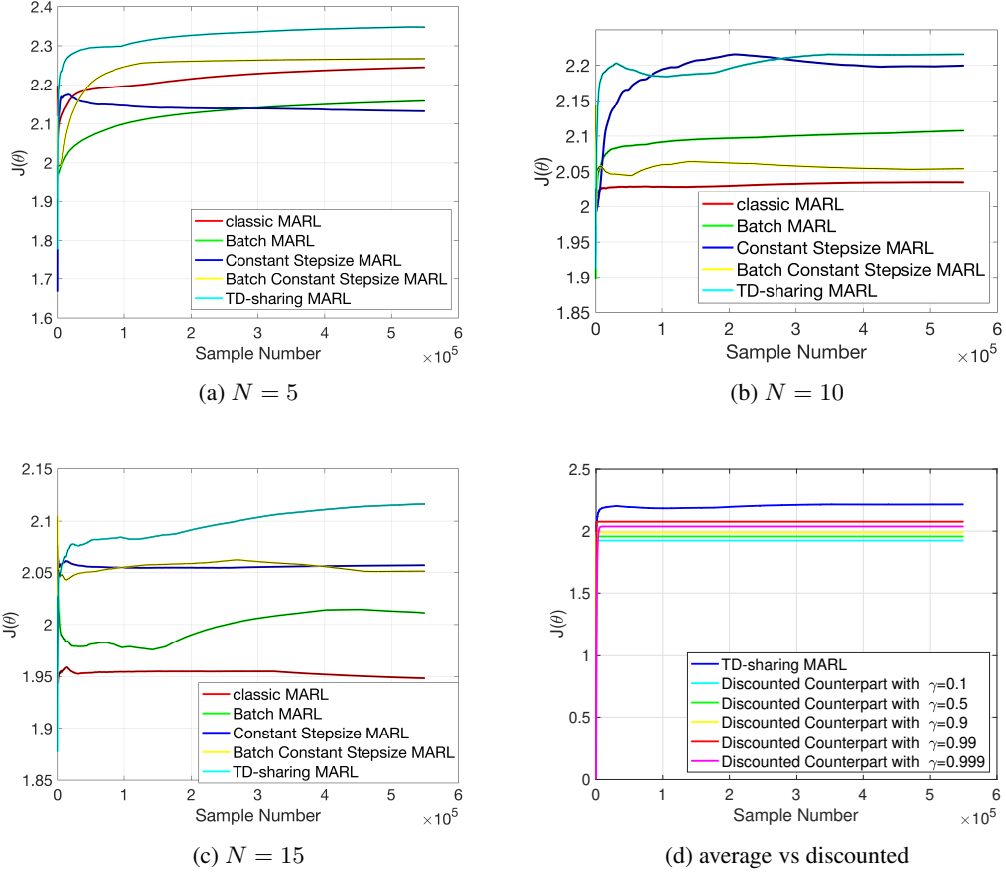 2.4
2.3
2.2
2.1
2
1.9
1.8
1.7
1.6
J(θ)
classic MARL
Batch MARL
Constant Stepsize MARL
Batch Constant Stepsize MARL
TD-sharing MARL
0 1 2 3 4 5 6
Sample Number
×10⁵
(a) N = 5
2.2
2.15
2.1
2.05
2
1.95
1.9
1.85
J(θ)
classic MARL
Batch MARL
Constant Stepsize MARL
Batch Constant Stepsize MARL
TD-sharing MARL
0 1 2 3 4 5 6
Sample Number
×10⁵
(b) N = 10
2.15
2.1
2.05
2
1.95
1.9
1.85
J(θ)
classic MARL
Batch MARL
Constant Stepsize MARL
Batch Constant Stepsize MARL
TD-sharing MARL
0 1 2 3 4 5 6
Sample Number
×10⁵
(c) N = 15
2.5
2
1.5
1
0.5
0
J(θ)
TD-sharing MARL
Discounted Counterpart with γ=0.1
Discounted Counterpart with γ=0.5
Discounted Counterpart with γ=0.9
Discounted Counterpart with γ=0.99
Discounted Counterpart with γ=0.999
0 1 2 3 4 5 6
Sample Number
×10⁵
(d) average vs discounted